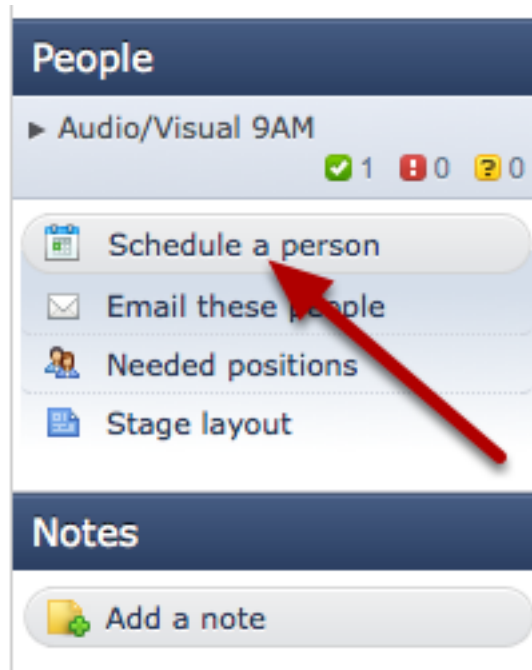 People
► Audio/Visual 9AM
1 0 0
Schedule a person
Email these people
Needed positions
Stage layout
Notes
Add a note